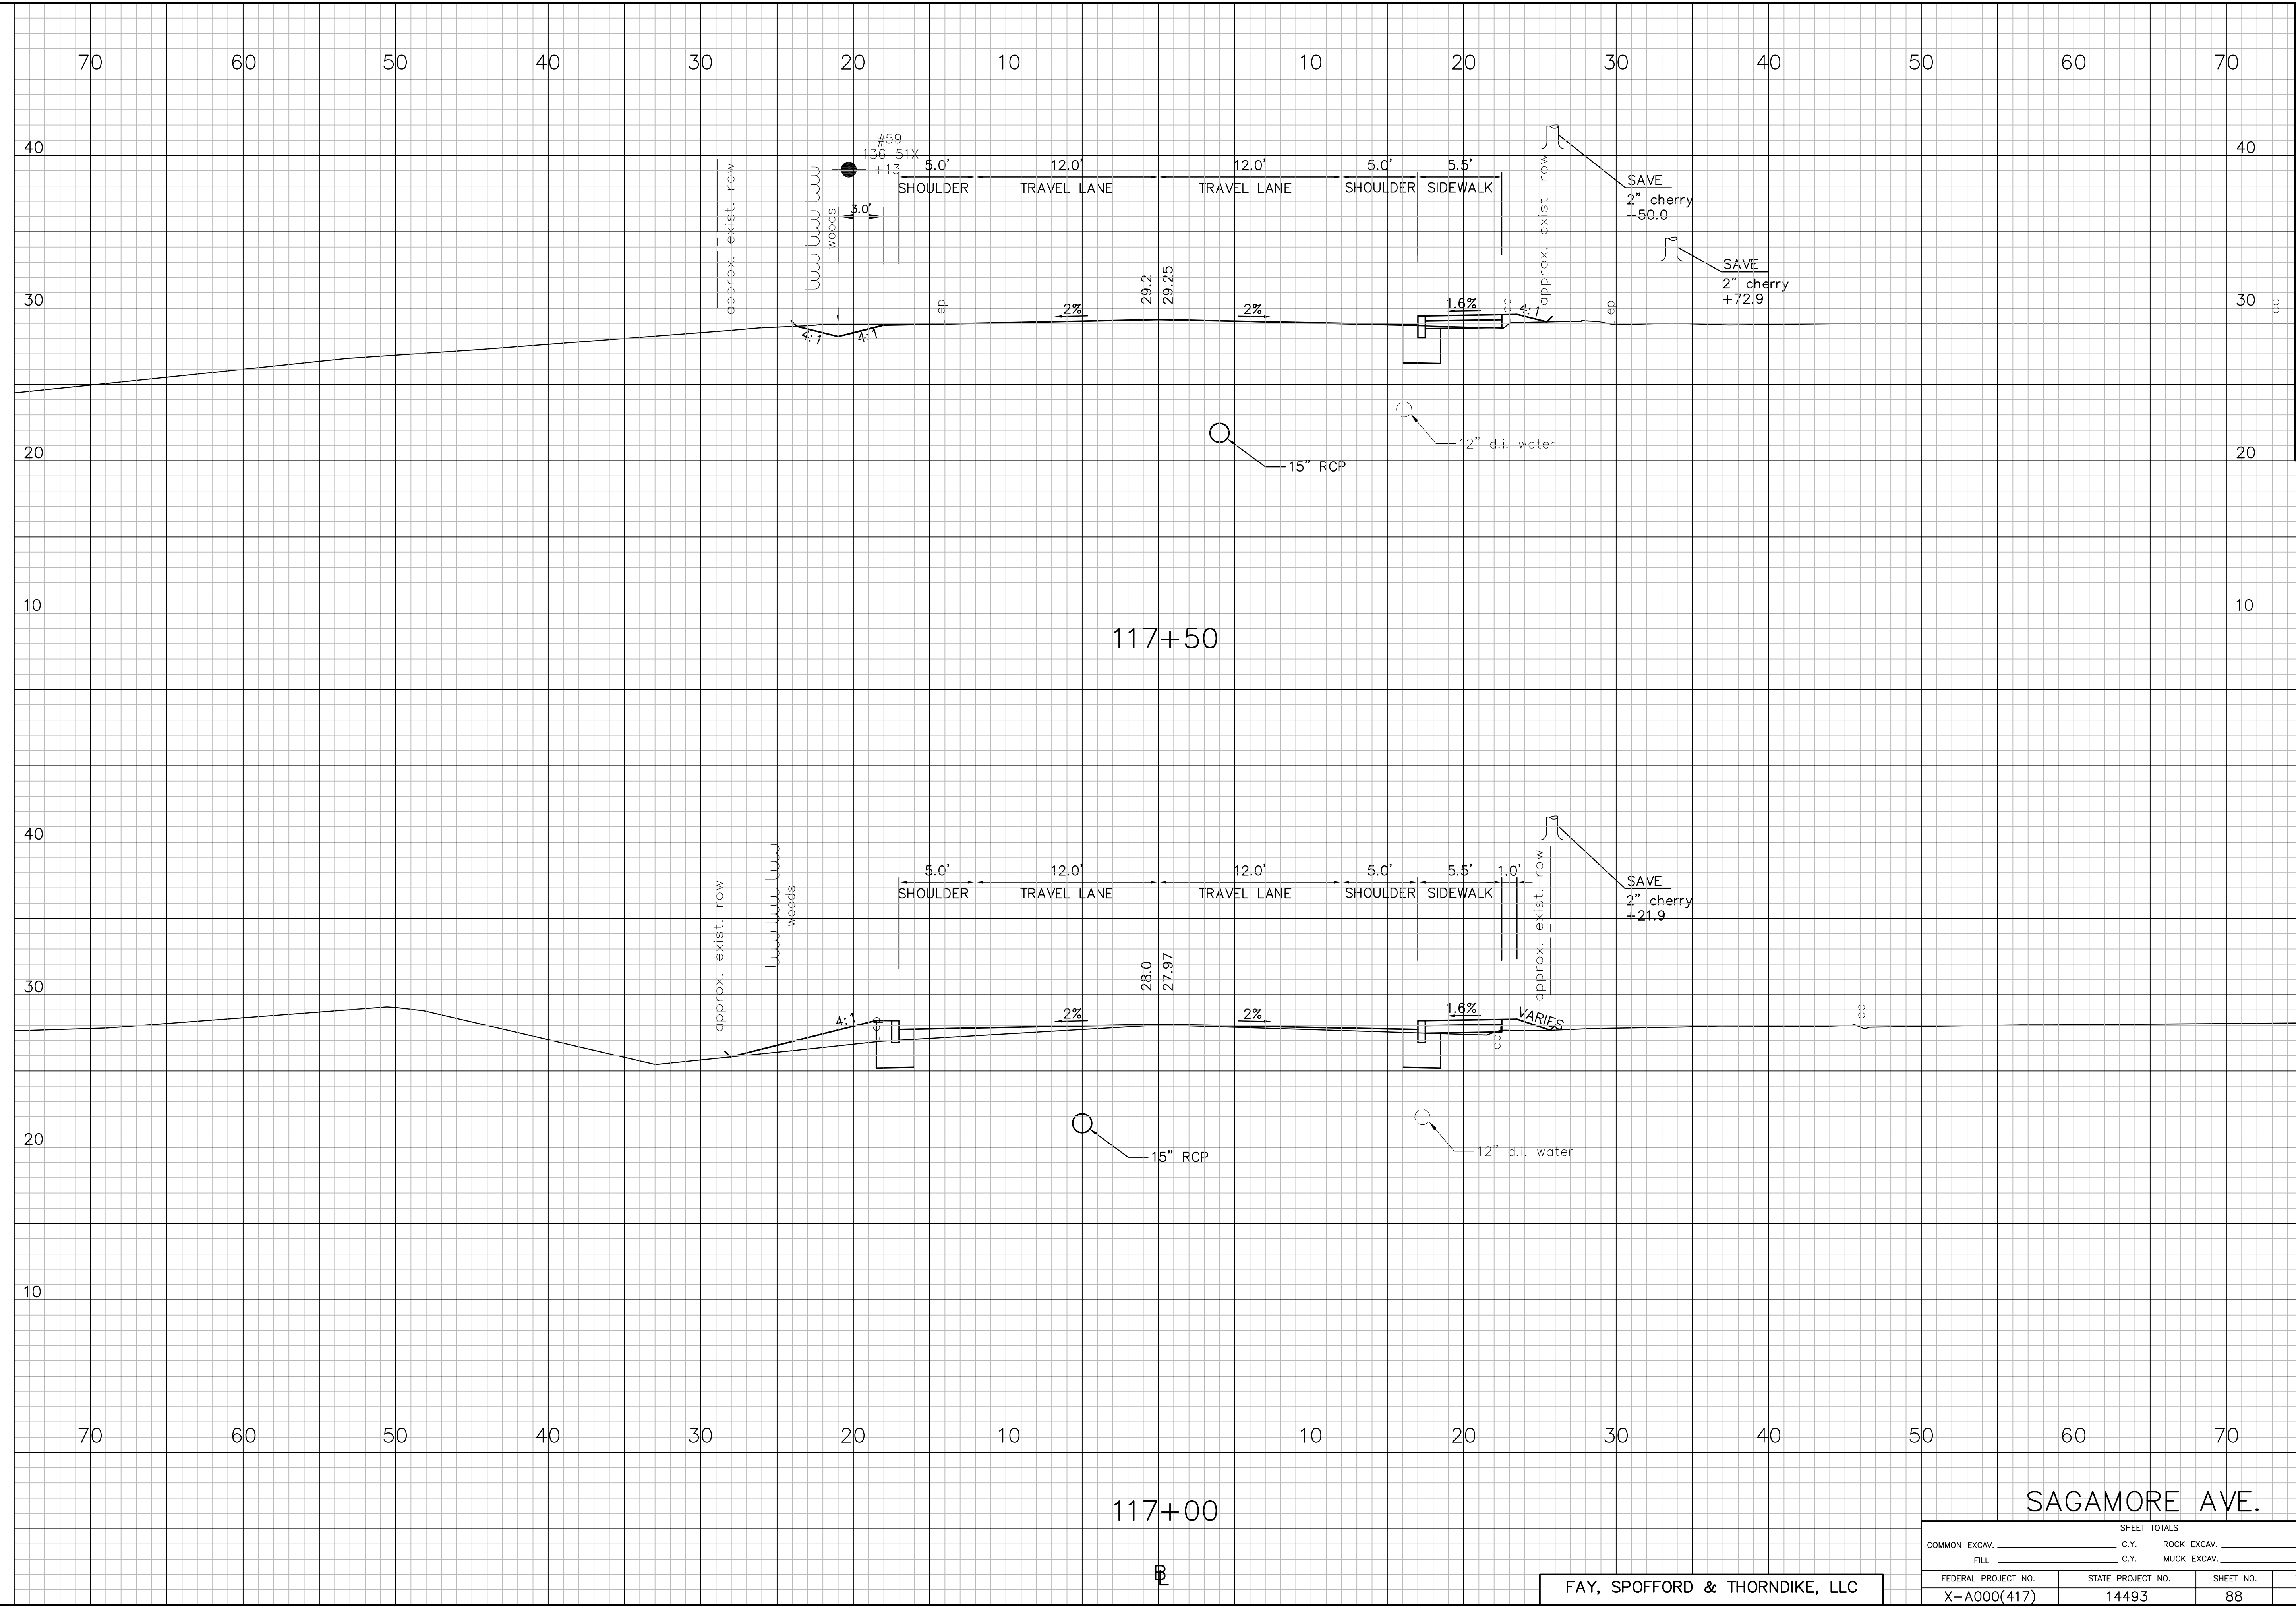 70 60 50 40 30 20 10 10 20 30 40 50 60 70
40 40
#59
136 51X
+13
5.0' 12.0' 12.0' 5.0' 5.5'
SHOULDER TRAVEL LANE TRAVEL LANE SHOULDER SIDEWALK
3.0'
approx. exist. row
woods
approx. exist. row
SAVE
2" cherry
+50.0
SAVE
2" cherry
+72.9
30 30
ep
2%
29.2
29.25
2%
1.6%
cc
4:1
ep
- cc
4:1
4:1
12" d.i. water
15" RCP
20 20
10 10
117+50
40
5.0' 12.0' 12.0' 5.0' 5.5' 1.0'
SHOULDER TRAVEL LANE TRAVEL LANE SHOULDER SIDEWALK
approx. exist. row
woods
approx. exist. row
SAVE
2" cherry
+21.9
30
28.0
27.97
4:1
ep
2%
2%
1.6%
VARIES
cc
- cc
20
15" RCP
12" d.i. water
10
70 60 50 40 30 20 10 10 20 30 40 50 60 70
117+00
SAGAMORE AVE.
SHEET TOTALS
COMMON EXCAV. C.Y. ROCK EXCAV.
FILL C.Y. MUCK EXCAV.
FAY, SPOFFORD & THORNDIKE, LLC
FEDERAL PROJECT NO. STATE PROJECT NO. SHEET NO.
X-A000(417) 14493 88